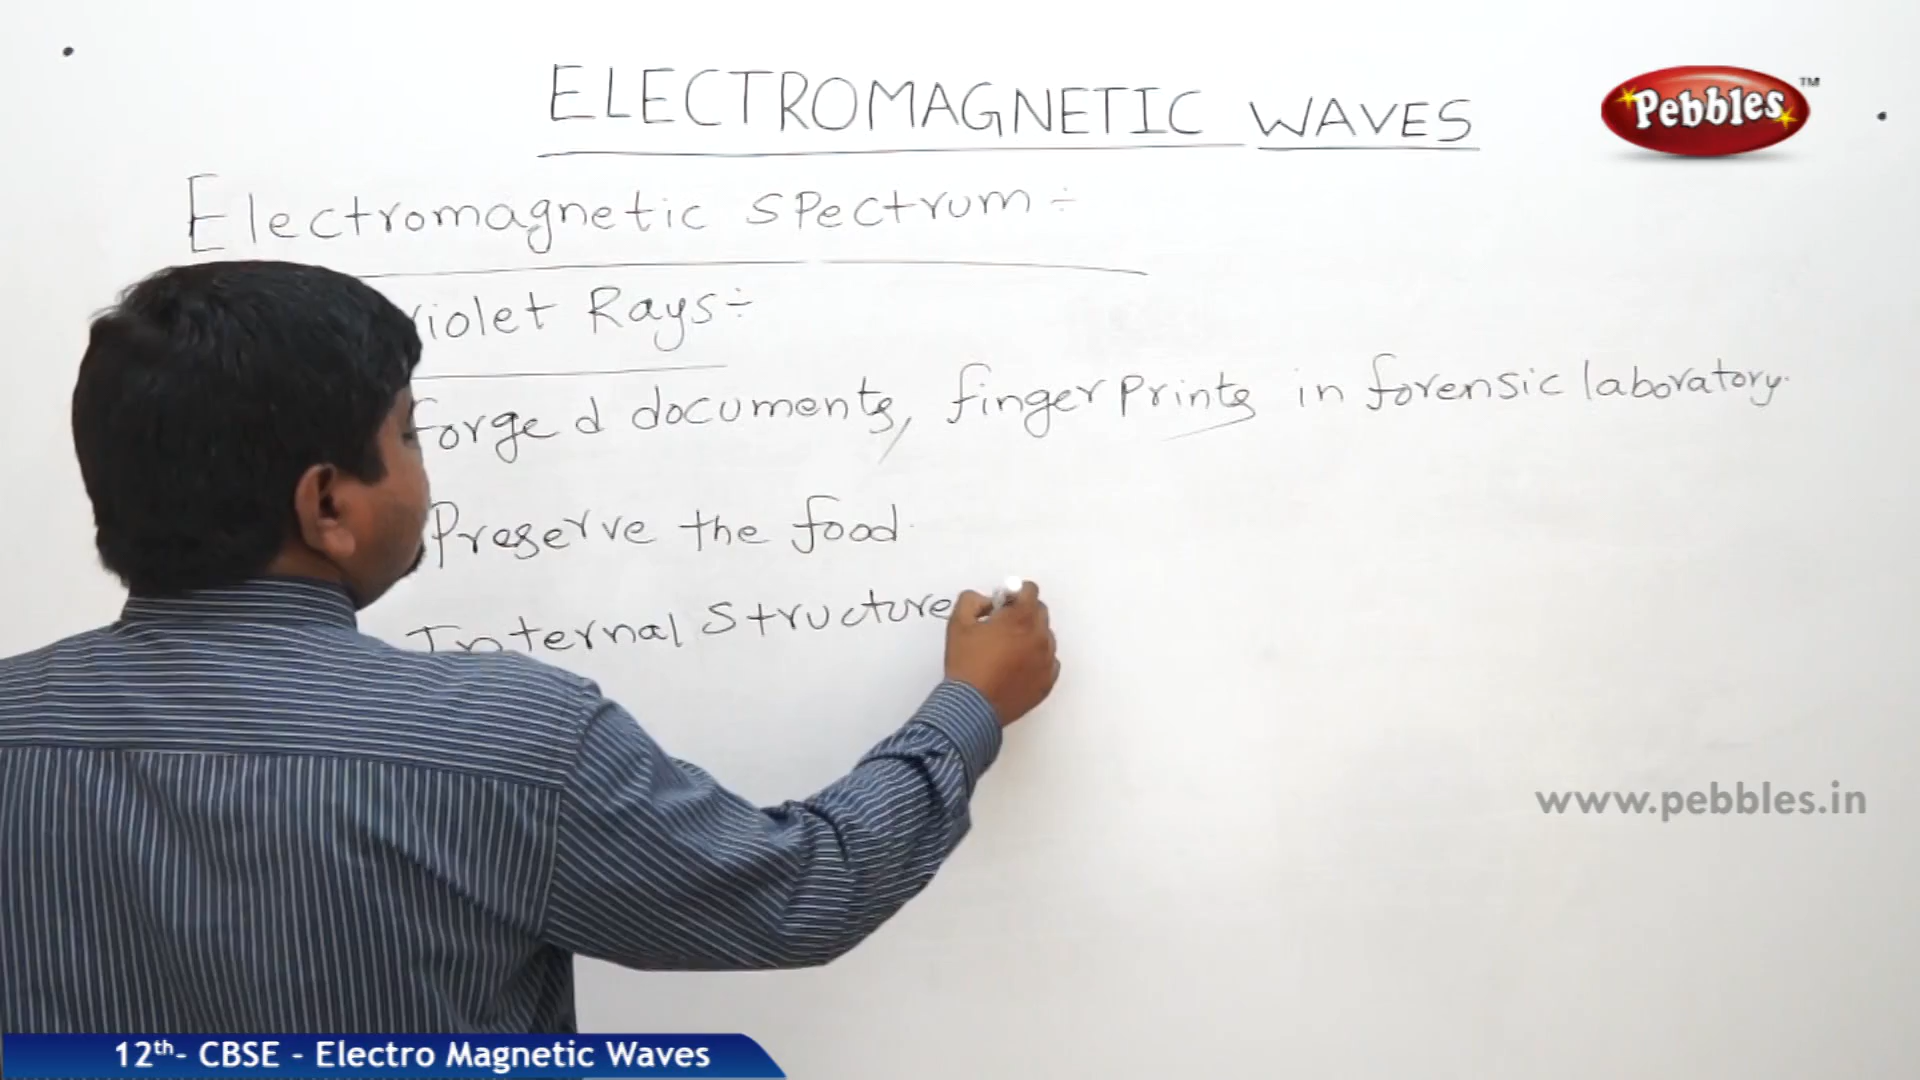 ELECTROMAGNETIC WAVES
Pebbles™
Electromagnetic Spectrum ÷
violet Rays ÷
forged documents, finger Prints in forensic laboratory.
Preserve the food.
Internal Structure
www.pebbles.in
12th- CBSE - Electro Magnetic Waves